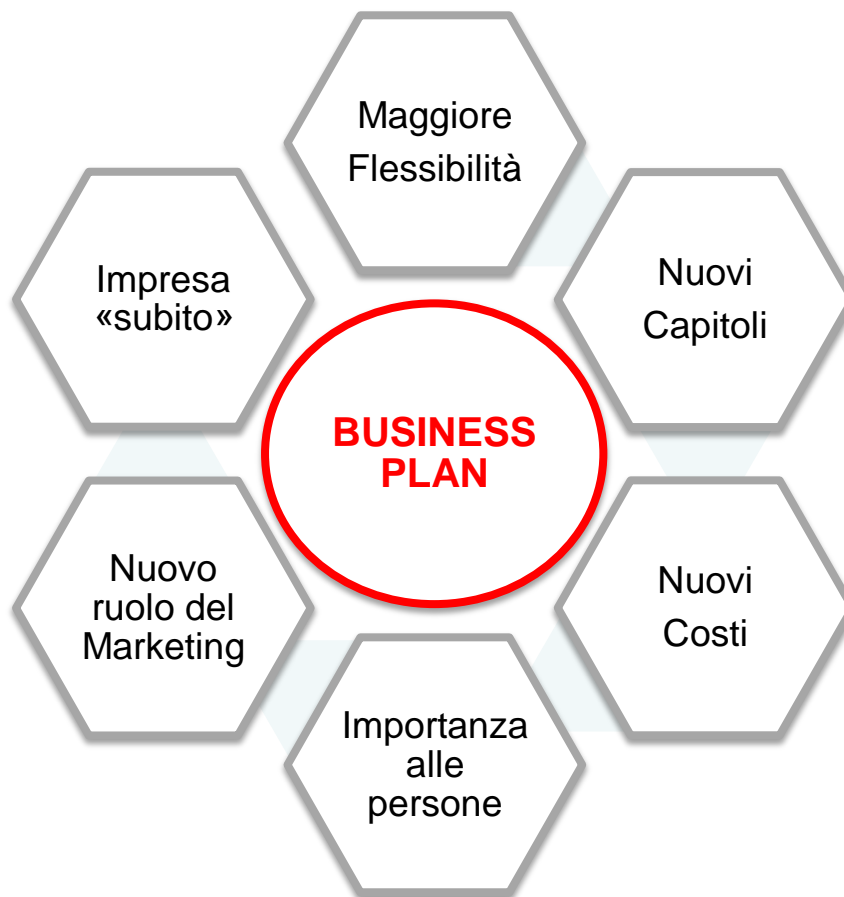 Maggiore
Flessibilità
Nuovi
Capitoli
Nuovi
Costi
Importanza
alle
persone
Nuovo
ruolo del
Marketing
Impresa
«subito»
BUSINESS
PLAN